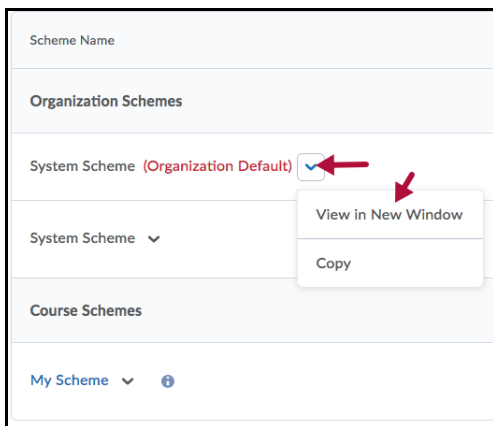 Scheme Name
Organization Schemes
System Scheme (Organization Default)
View in New Window
System Scheme
Copy
Course Schemes
My Scheme